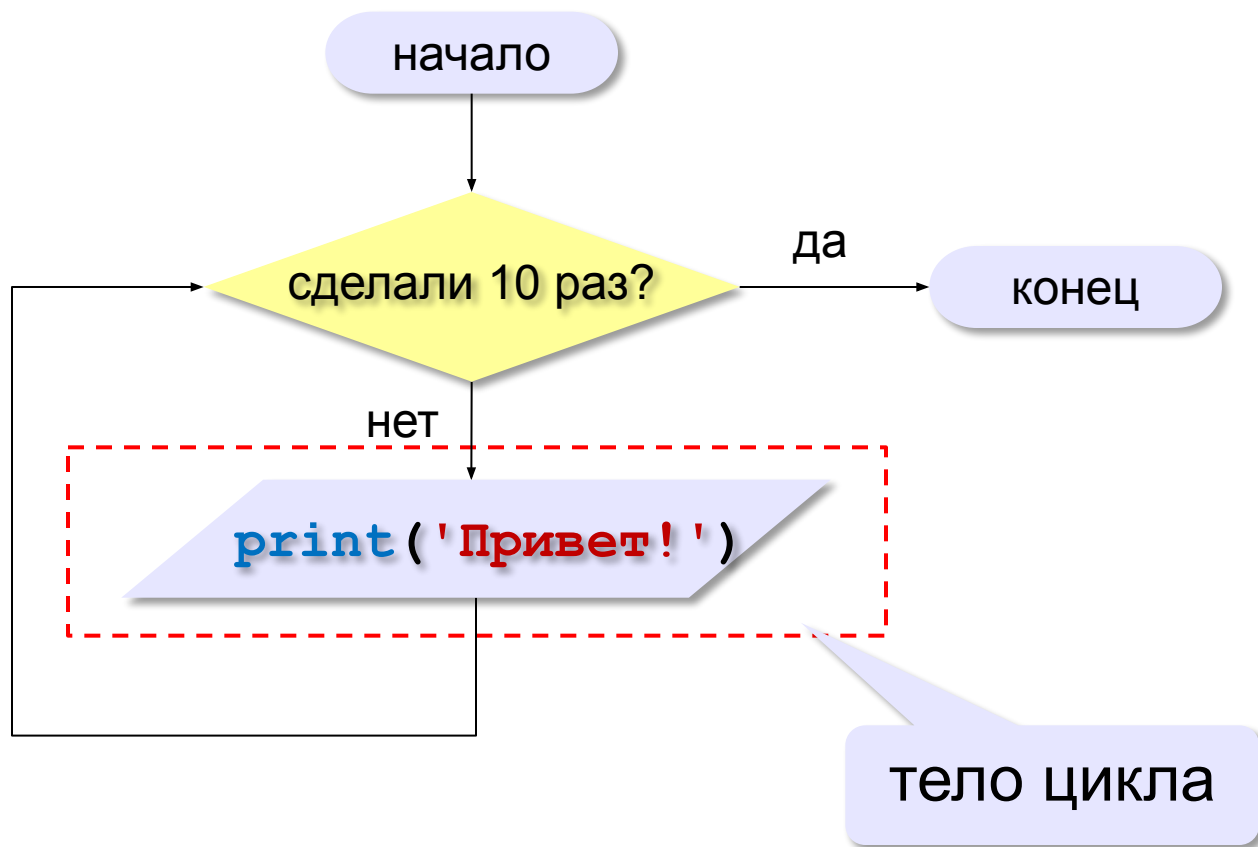 начало
сделали 10 раз?
да
конец
нет
print('Привет!')
тело цикла